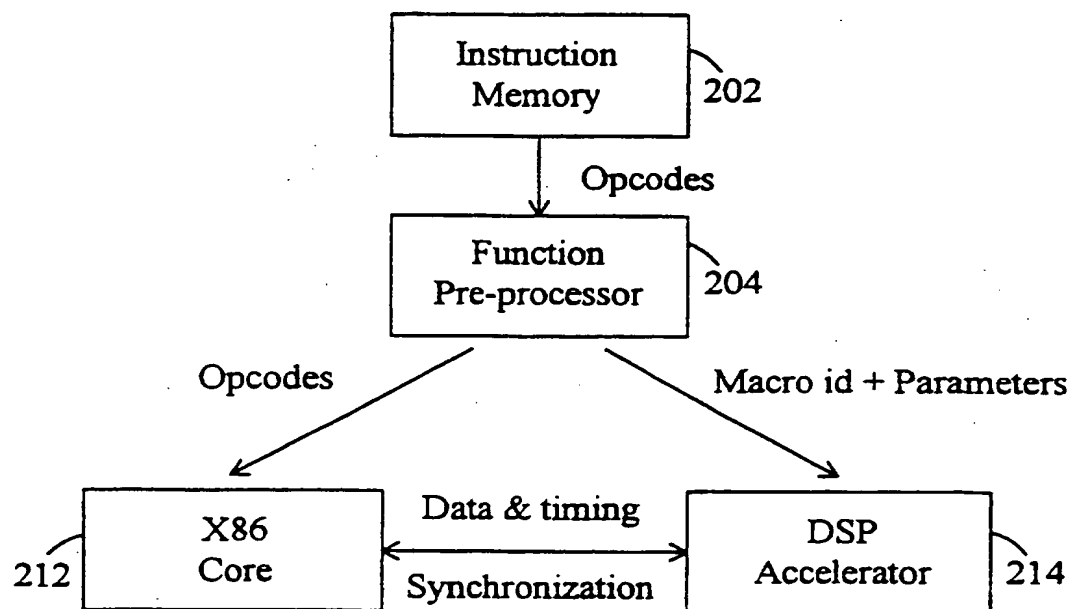 Instruction
Memory
202
Opcodes
Function
Pre-processor
204
Opcodes
Macro id + Parameters
X86
Core
212
Data & timing
Synchronization
DSP
Accelerator
214